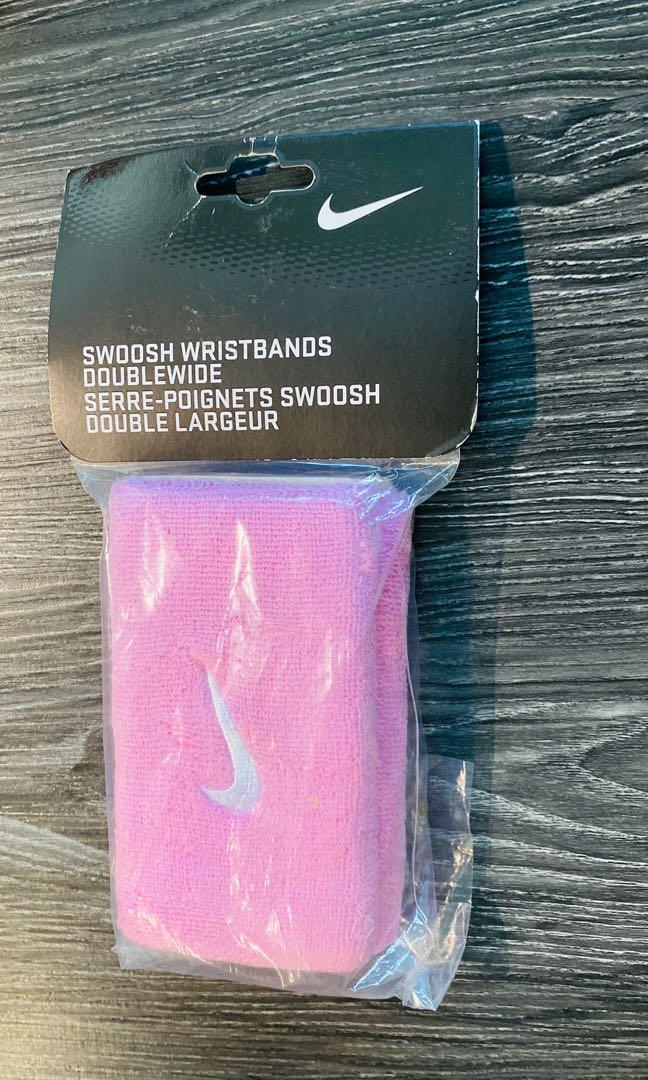 SWOOSH WRISTBANDS
DOUBLEWIDE
SERRE-POIGNETS SWOOSH
DOUBLE LARGEUR